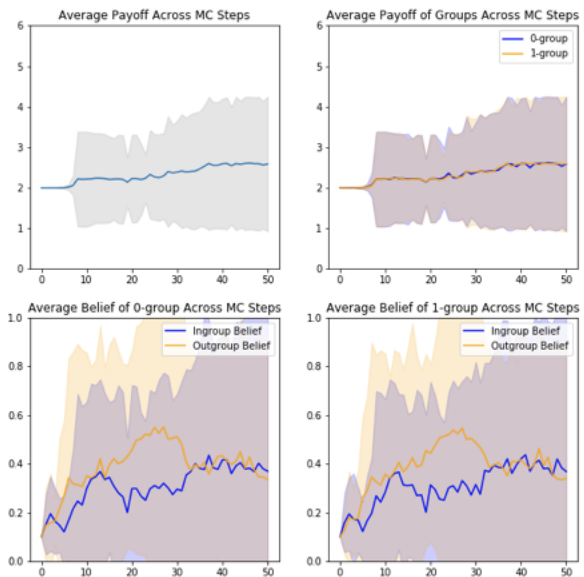 Average Payoff Across MC Steps
6
5
4
3
2
1
0
0 10 20 30 40 50
Average Payoff of Groups Across MC Steps
0-group
1-group
6
5
4
3
2
1
0
0 10 20 30 40 50
Average Belief of 0-group Across MC Steps
Ingroup Belief
Outgroup Belief
1.0
0.8
0.6
0.4
0.2
0.0
0 10 20 30 40 50
Average Belief of 1-group Across MC Steps
Ingroup Belief
Outgroup Belief
1.0
0.8
0.6
0.4
0.2
0.0
0 10 20 30 40 50